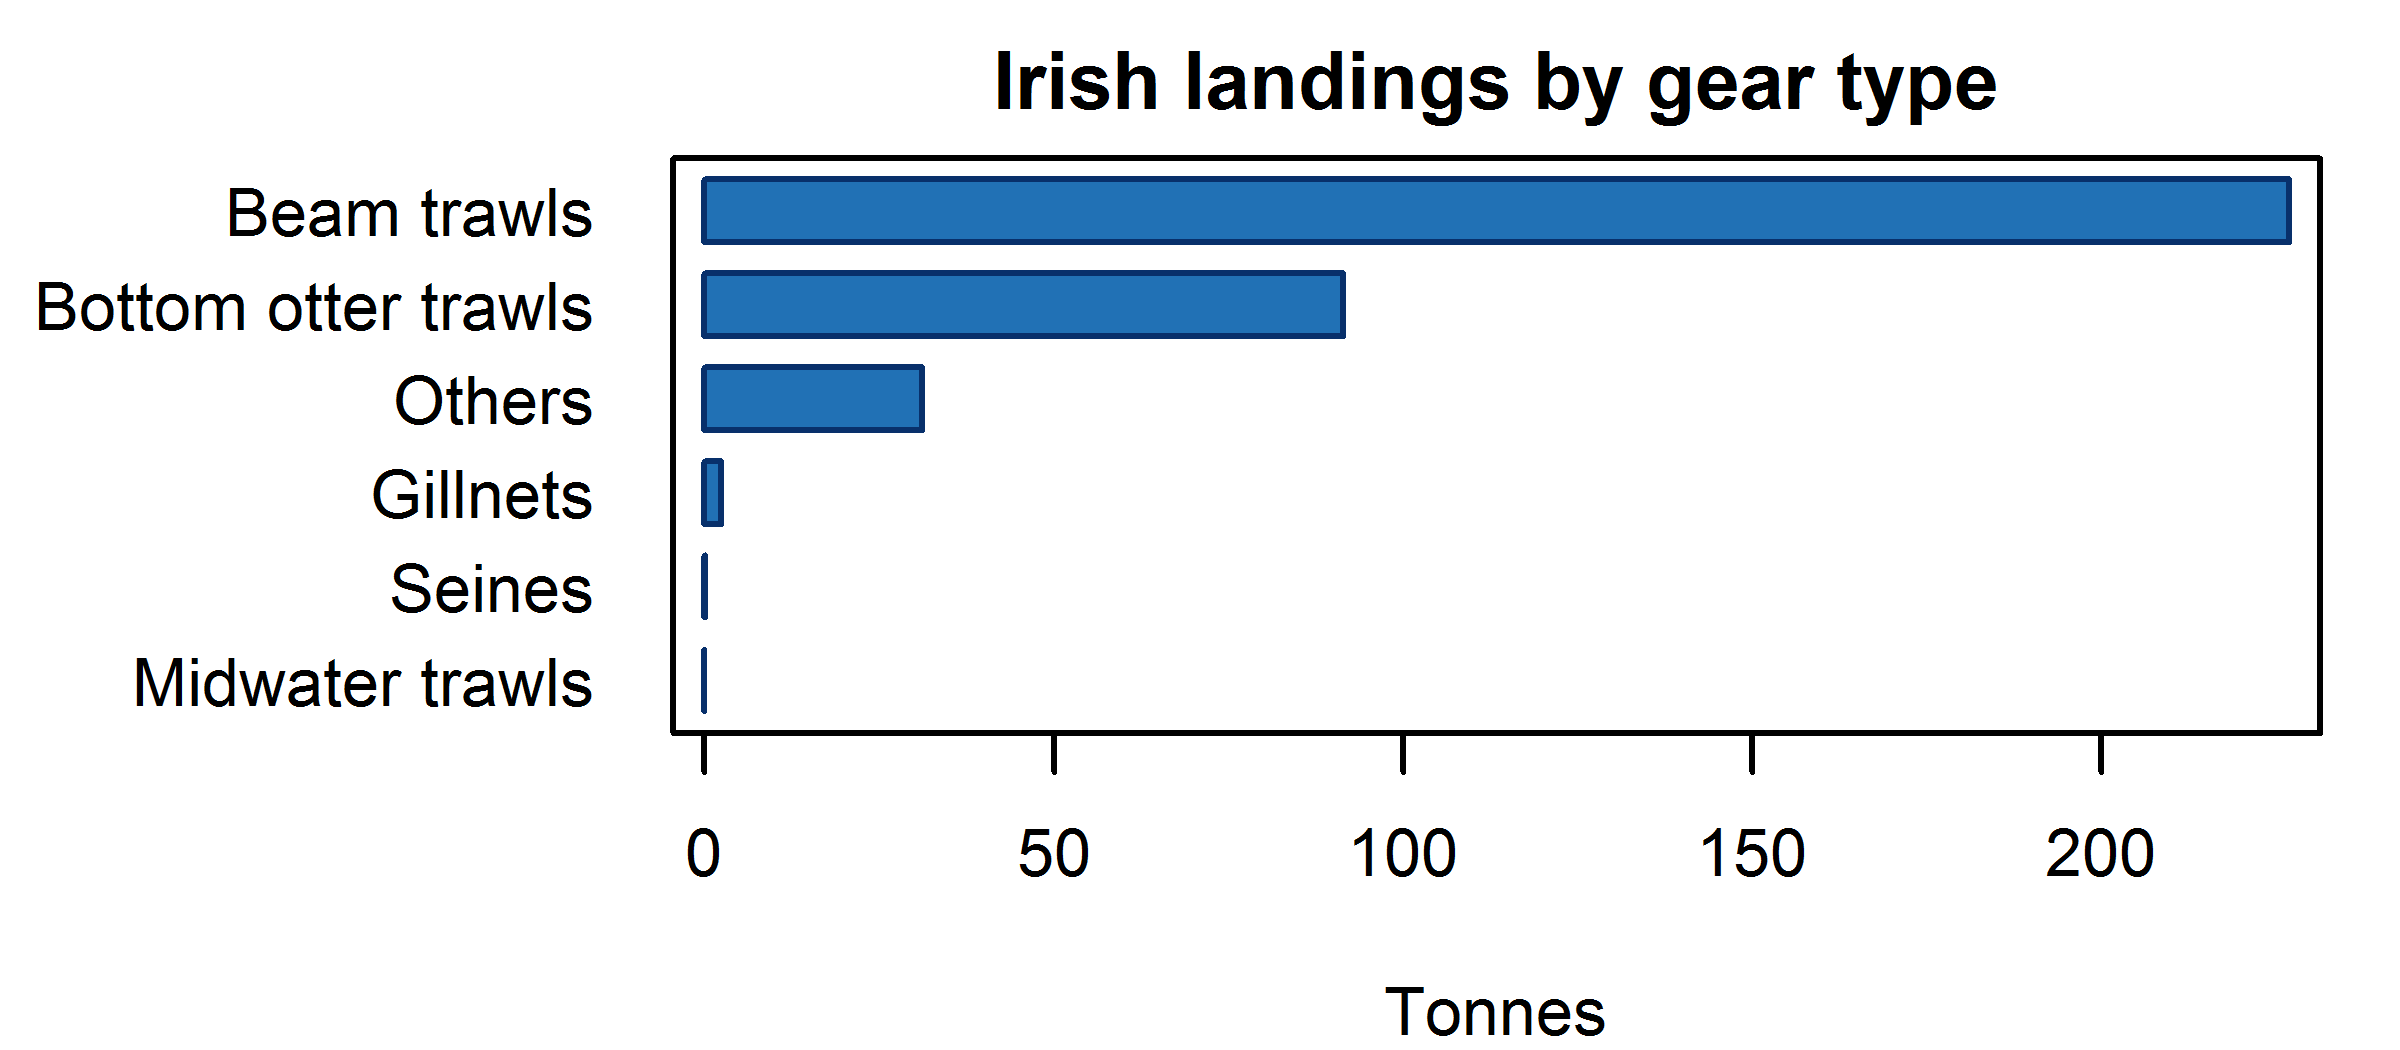 Irish landings by gear type
Beam trawls
Bottom otter trawls
Others
Gillnets
Seines
Midwater trawls
0 50 100 150 200
Tonnes